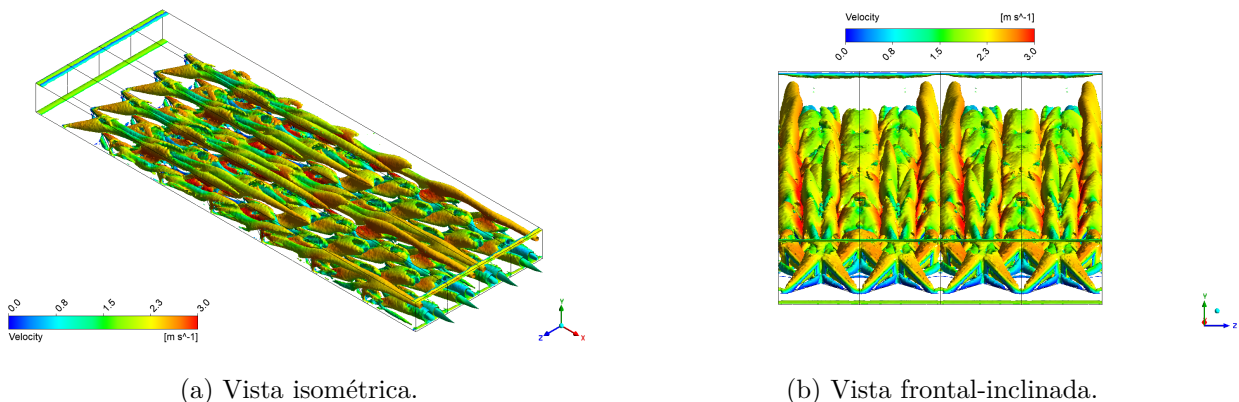 Velocity [m s^-1]
0.0 0.8 1.5 2.3 3.0
0.0 0.8 1.5 2.3 3.0
Velocity [m s^-1]
Y
Z X
Y
Z
(a) Vista isométrica. (b) Vista frontal-inclinada.